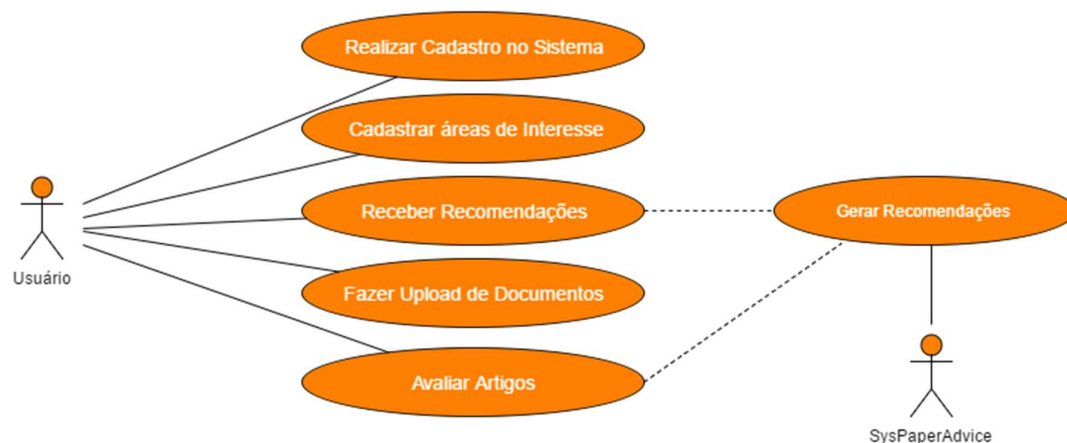 Realizar Cadastro no Sistema
Cadastrar áreas de Interesse
Receber Recomendações
Gerar Recomendações
Usuário
Fazer Upload de Documentos
Avaliar Artigos
SysPaperAdvice